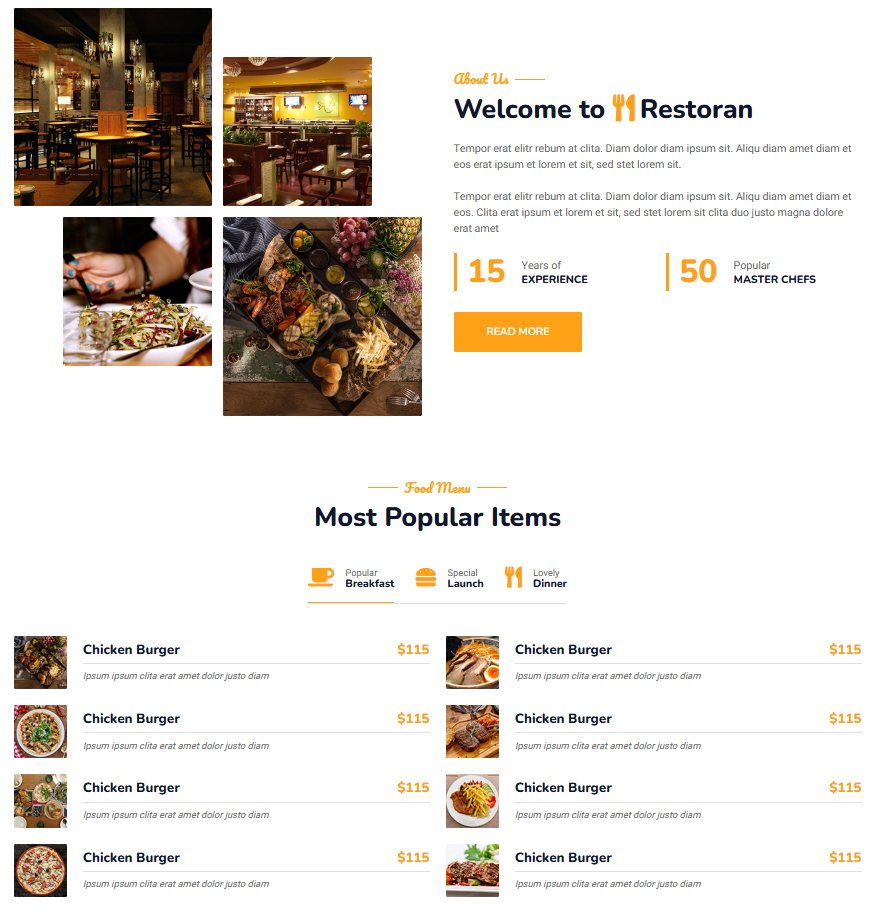 About Us
Welcome to Restoran
Tempor erat elitr rebum at clita. Diam dolor diam ipsum sit. Aliqu diam amet diam et
eos erat ipsum et lorem et sit, sed stet lorem sit.
Tempor erat elitr rebum at clita. Diam dolor diam ipsum sit. Aliqu diam amet diam et
eos. Clita erat ipsum et lorem et sit, sed stet lorem sit clita duo justo magna dolore
erat amet
15 Years of EXPERIENCE
50 Popular MASTER CHEFS
READ MORE
Food Menu
Most Popular Items
Popular Breakfast
Special Launch
Lovely Dinner
Chicken Burger $115
Ipsum ipsum clita erat amet dolor justo diam
Chicken Burger $115
Ipsum ipsum clita erat amet dolor justo diam
Chicken Burger $115
Ipsum ipsum clita erat amet dolor justo diam
Chicken Burger $115
Ipsum ipsum clita erat amet dolor justo diam
Chicken Burger $115
Ipsum ipsum clita erat amet dolor justo diam
Chicken Burger $115
Ipsum ipsum clita erat amet dolor justo diam
Chicken Burger $115
Ipsum ipsum clita erat amet dolor justo diam
Chicken Burger $115
Ipsum ipsum clita erat amet dolor justo diam